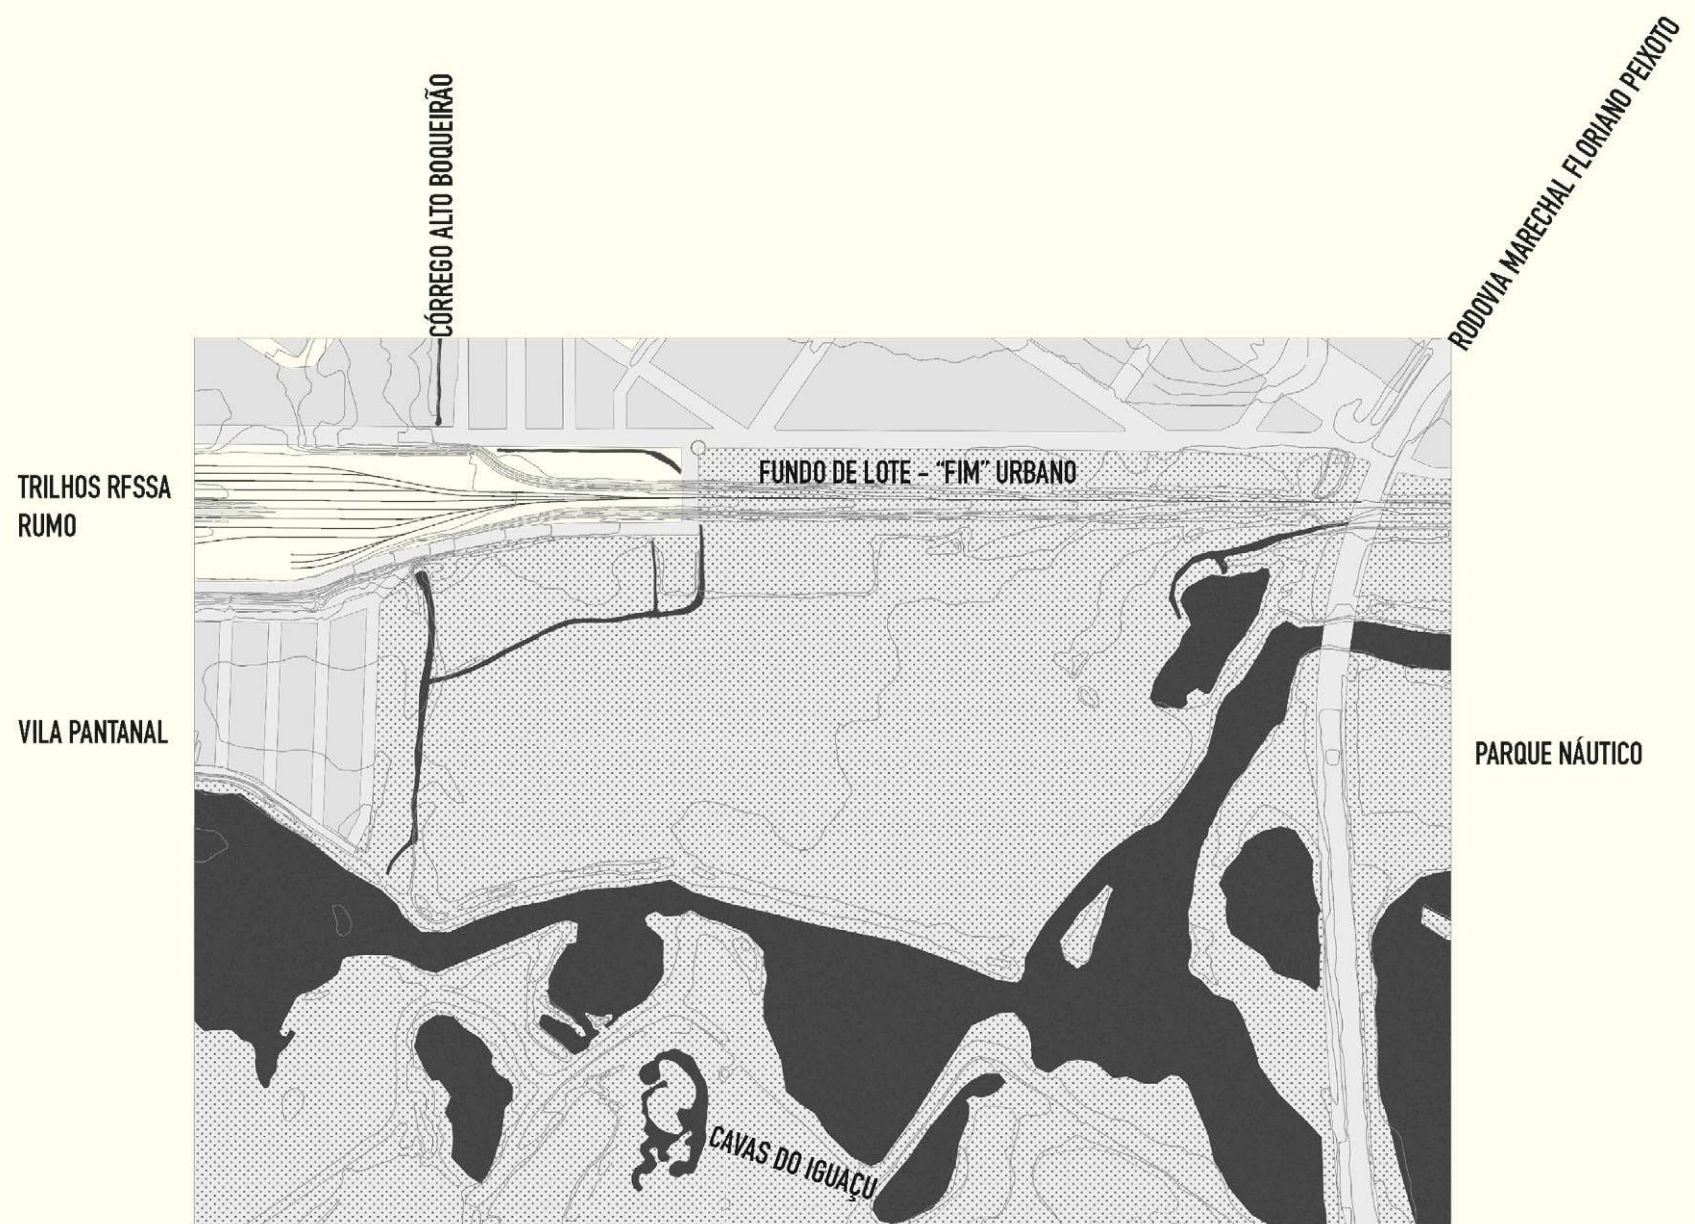 RODOVIA MARECHAL FLORIANO PEIXOTO
CÓRREGO ALTO BOQUEIRÃO
TRILHOS RFSSA
RUMO
FUNDO DE LOTE - “FIM” URBANO
VILA PANTANAL
PARQUE NÁUTICO
CAVAS DO IGUAÇU